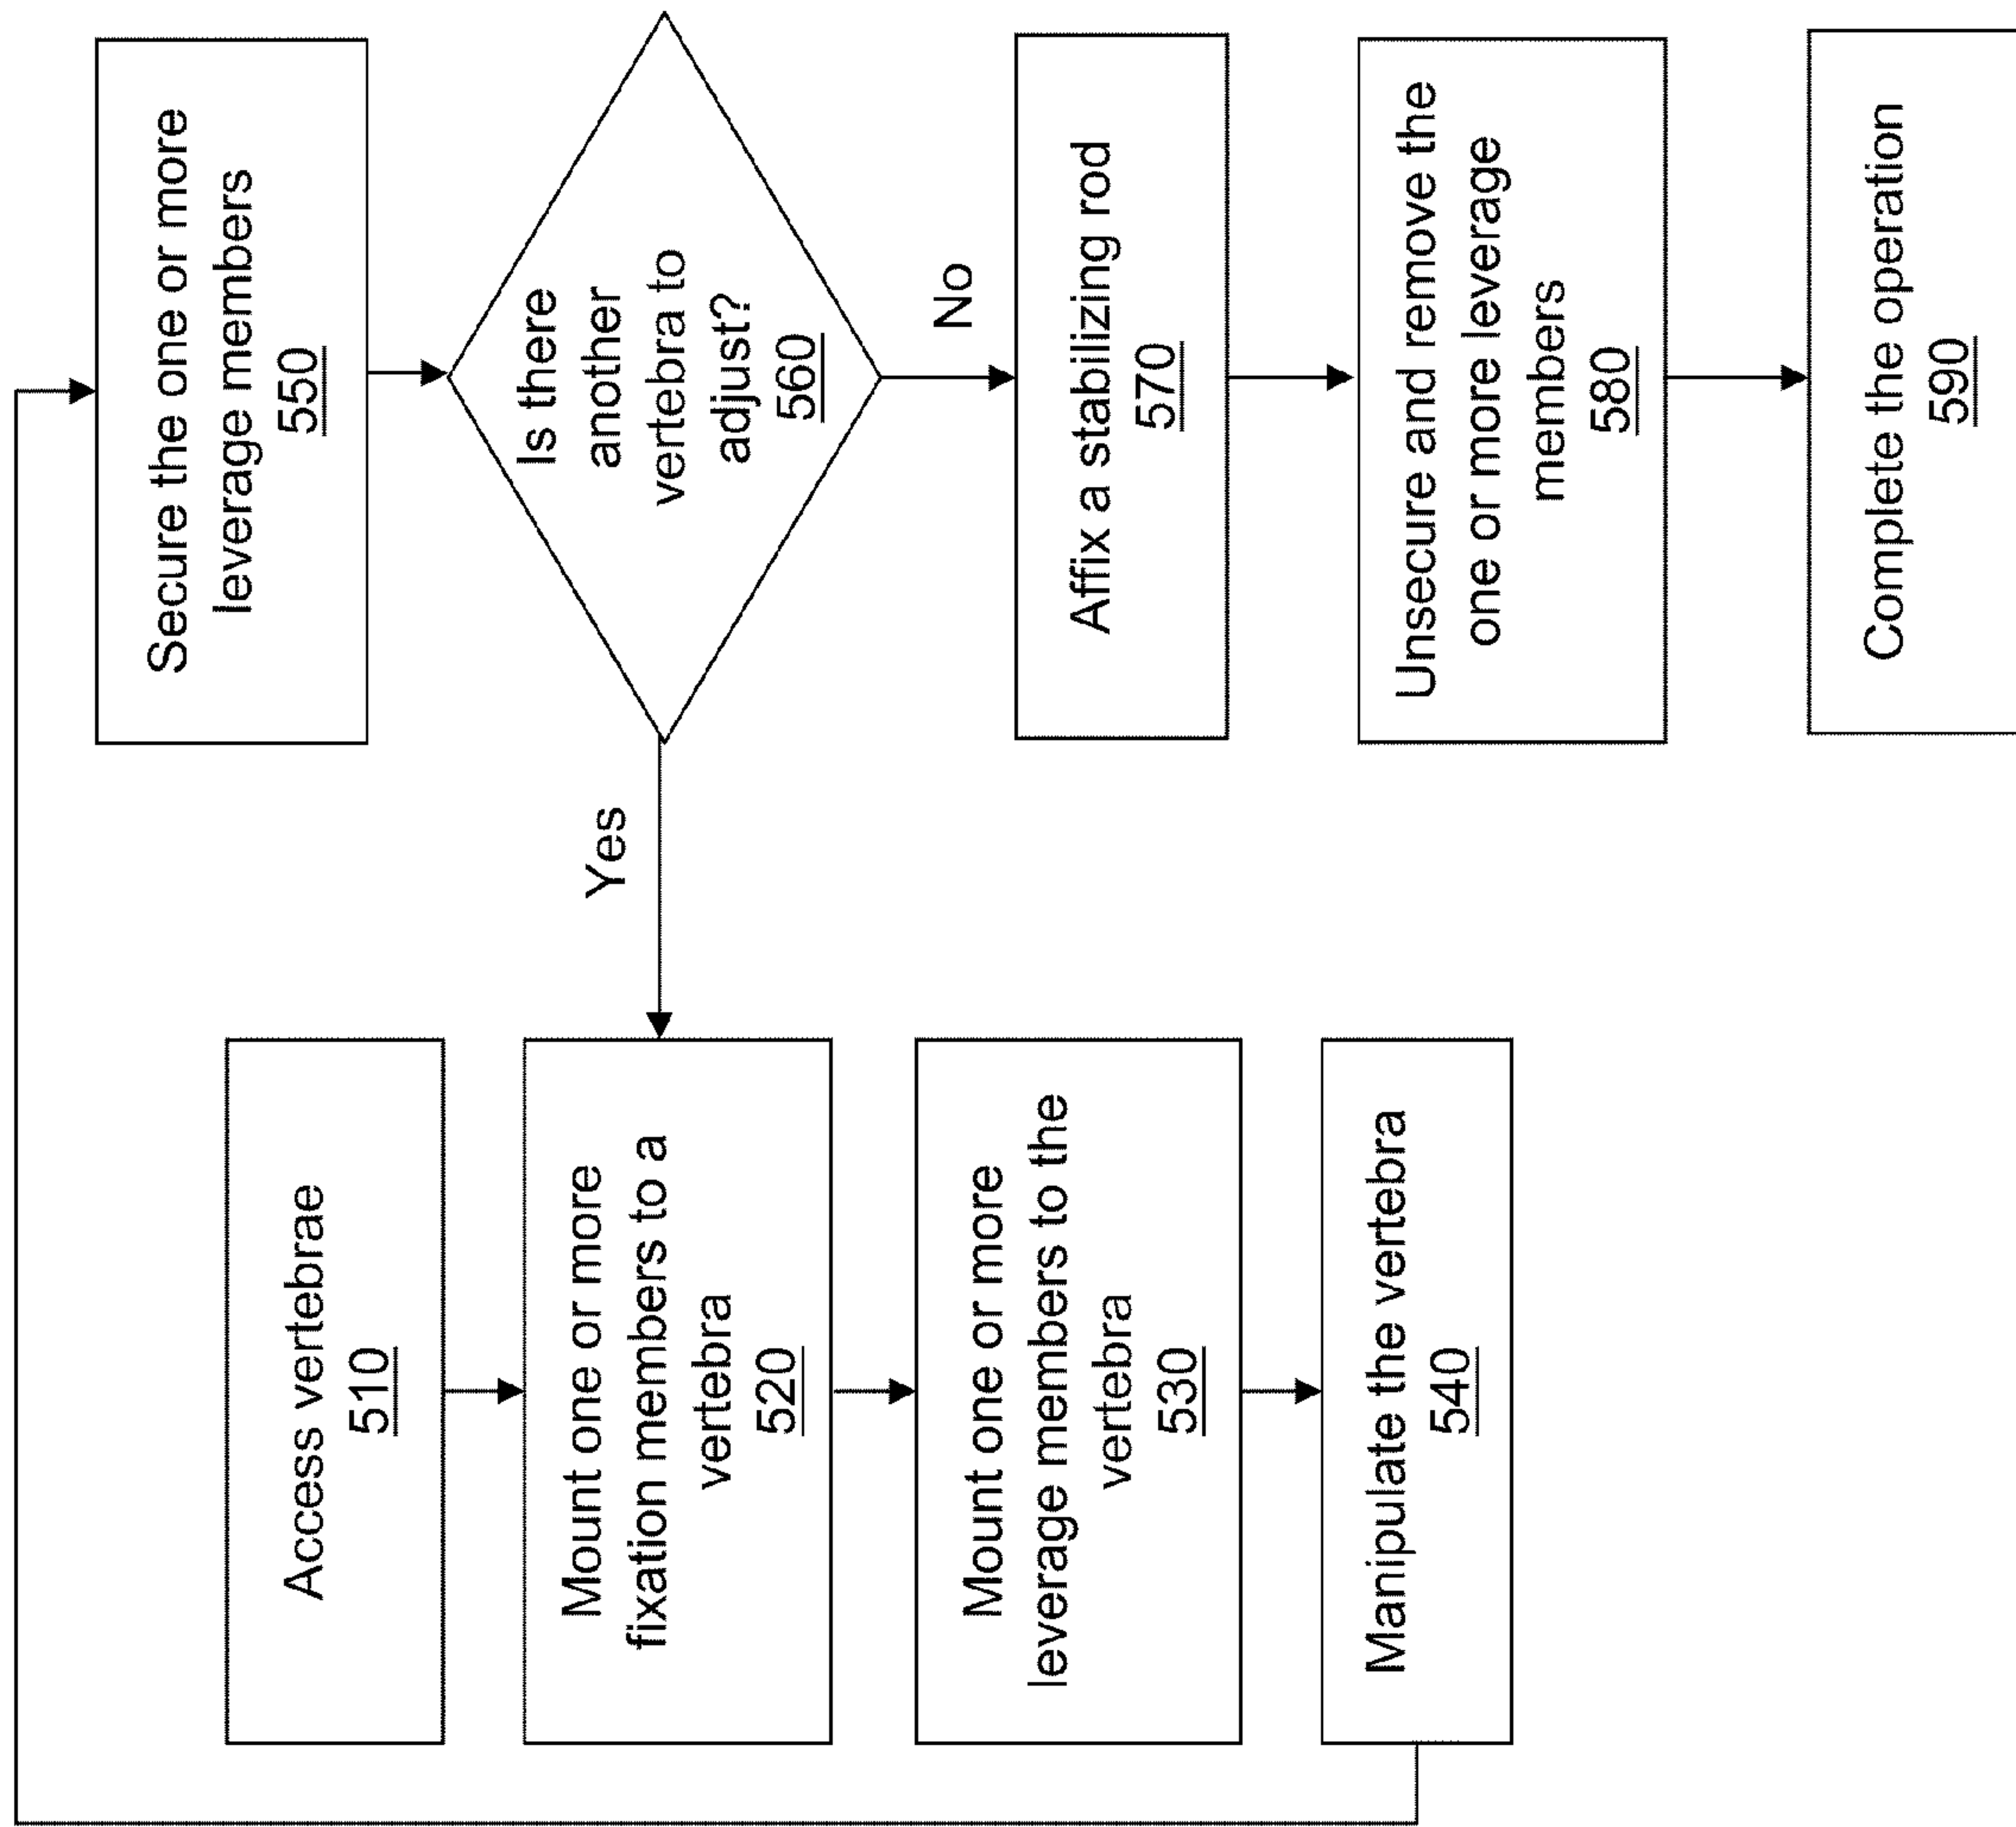 Access vertebrae
510
Mount one or more
fixation members to a
vertebra
520
Mount one or more
leverage members to the
vertebra
530
Manipulate the vertebra
540
Secure the one or more
leverage members
550
Is there
another
vertebra to
adjust?
560
Yes
No
Affix a stabilizing rod
570
Unsecure and remove the
one or more leverage
members
580
Complete the operation
590